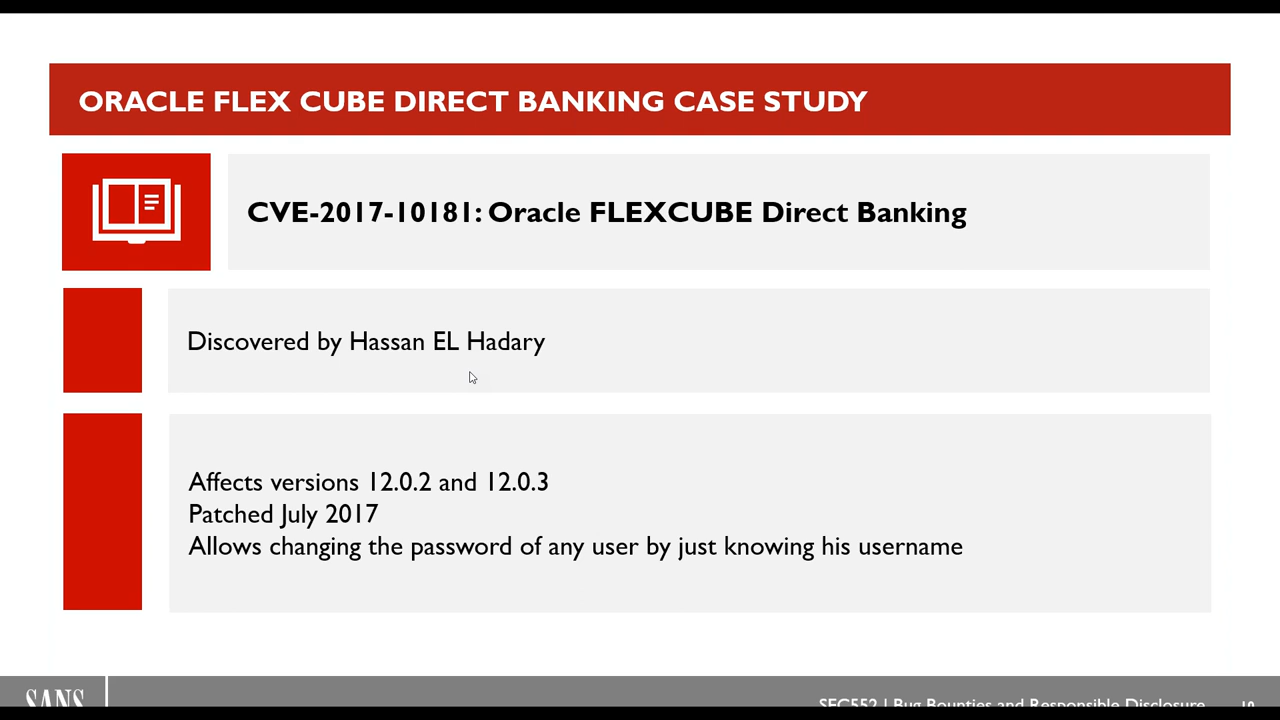 ORACLE FLEX CUBE DIRECT BANKING CASE STUDY
CVE-2017-10181: Oracle FLEXCUBE Direct Banking
Discovered by Hassan EL Hadary
Affects versions 12.0.2 and 12.0.3
Patched July 2017
Allows changing the password of any user by just knowing his username
SANS
SEC552 | Bug Bounties and Responsible Disclosure